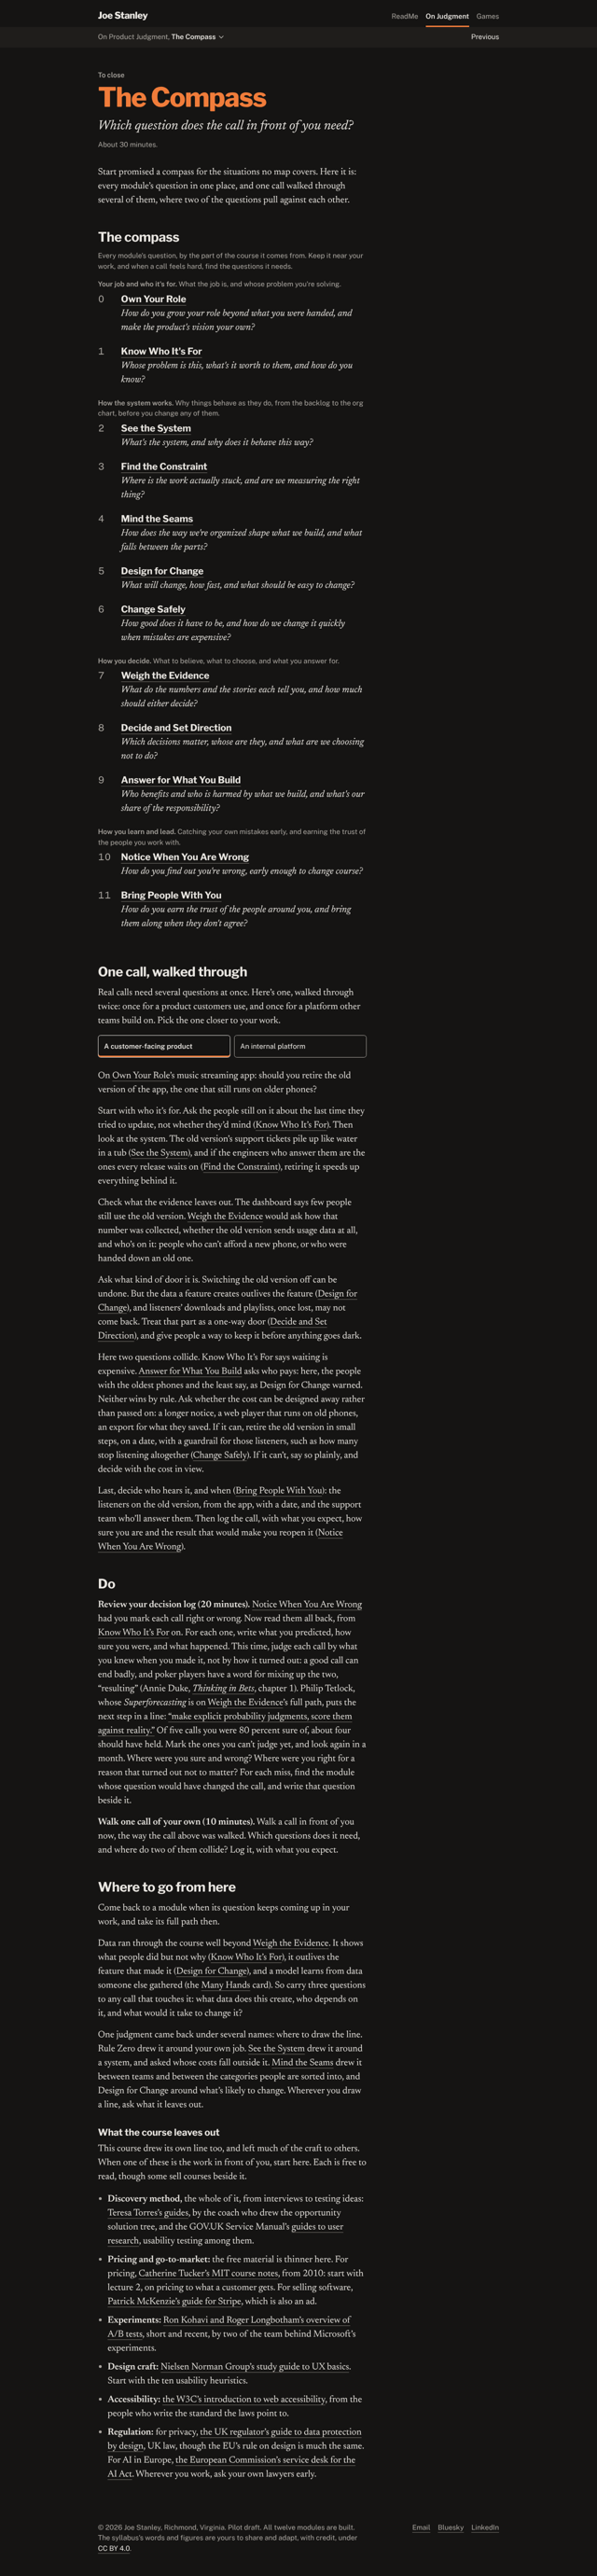 Joe Stanley
ReadMe On Judgment Games
On Product Judgment, The Compass
Previous
To close
The Compass
Which question does the call in front of you need?
About 30 minutes.
Start promised a compass for the situations no map covers. Here it is:
every module's question in one place, and one call walked through
several of them, where two of the questions pull against each other.
The compass
Every module's question, by the part of the course it comes from. Keep it near your
work, and when a call feels hard, find the questions it needs.
Your job and who it's for. What the job is, and whose problem you're solving.
0 Own Your Role
How do you grow your role beyond what you were handed, and
make the product's vision your own?
1 Know Who It's For
Whose problem is this, what's it worth to them, and how do you
know?
How the system works. Why things behave as they do, from the backlog to the org
chart, before you change any of them.
2 See the System
What's the system, and why does it behave this way?
3 Find the Constraint
Where is the work actually stuck, and are we measuring the right
thing?
4 Mind the Seams
How does the way we're organized shape what we build, and what
falls between the parts?
5 Design for Change
What will change, how fast, and what should be easy to change?
6 Change Safely
How good does it have to be, and how do we change it quickly
when mistakes are expensive?
How you decide. What to believe, what to choose, and what you answer for.
7 Weigh the Evidence
What do the numbers and the stories each tell you, and how much
should either decide?
8 Decide and Set Direction
Which decisions matter, whose are they, and what are we choosing
not to do?
9 Answer for What You Build
Who benefits and who is harmed by what we build, and what's our
share of the responsibility?
How you learn and lead. Catching your own mistakes early, and earning the trust of
the people you work with.
10 Notice When You Are Wrong
How do you find out you're wrong, early enough to change course?
11 Bring People With You
How do you earn the trust of the people around you, and bring
them along when they don't agree?
One call, walked through
Real calls need several questions at once. Here's one, walked through
twice: once for a product customers use, and once for a platform other
teams build on. Pick the one closer to your work.
A customer-facing product
An internal platform
On Own Your Role's music streaming app: should you retire the old
version of the app, the one that still runs on older phones?
Start with who it's for. Ask the people still on it about the last time they
tried to update, not whether they'd mind (Know Who It's For). Then
look at the system. The old version's support tickets pile up like water
in a tub (See the System), and if the engineers who answer them are the
ones every release waits on (Find the Constraint), retiring it speeds up
everything behind it.
Check what the evidence leaves out. The dashboard says few people
still use the old version. Weigh the Evidence would ask how that
number was collected, whether the old version sends usage data at all,
and who's on it: people who can't afford a new phone, or who were
handed down an old one.
Ask what kind of door it is. Switching the old version off can be
undone. But the data a feature creates outlives the feature (Design for
Change), and listeners' downloads and playlists, once lost, may not
come back. Treat that part as a one-way door (Decide and Set
Direction), and give people a way to keep it before anything goes dark.
Here two questions collide. Know Who It's For says waiting is
expensive. Answer for What You Build asks who pays: here, the people
with the oldest phones and the least say, as Design for Change warned.
Neither wins by rule. Ask whether the cost can be designed away rather
than passed on: a longer notice, a web player that runs on old phones,
an export for what they saved. If it can, retire the old version in small
steps, on a date, with a guardrail for those listeners, such as how many
stop listening altogether (Change Safely). If it can't, say so plainly, and
decide with the cost in view.
Last, decide who hears it, and when (Bring People With You): the
listeners on the old version, from the app, with a date, and the support
team who'll answer them. Then log the call, with what you expect, how
sure you are and the result that would make you reopen it (Notice
When You Are Wrong).
Do
Review your decision log (20 minutes). Notice When You Are Wrong
had you mark each call right or wrong. Now read them all back, from
Know Who It's For on. For each one, write what you predicted, how
sure you were, and what happened. This time, judge each call by what
you knew when you made it, not by how it turned out: a good call can
end badly, and poker players have a word for mixing up the two,
"resulting" (Annie Duke, Thinking in Bets, chapter 1). Philip Tetlock,
whose Superforecasting is on Weigh the Evidence's full path, puts the
next step in a line: "make explicit probability judgments, score them
against reality." Of five calls you were 80 percent sure of, about four
should have held. Mark the ones you can't judge yet, and look again in a
month. Where were you sure and wrong? Where were you right for a
reason that turned out not to matter? For each miss, find the module
whose question would have changed the call, and write that question
beside it.
Walk one call of your own (10 minutes). Walk a call in front of you
now, the way the call above was walked. Which questions does it need,
and where do two of them collide? Log it, with what you expect.
Where to go from here
Come back to a module when its question keeps coming up in your
work, and take its full path then.
Data ran through the course well beyond Weigh the Evidence. It shows
what people did but not why (Know Who It's For), it outlives the
feature that made it (Design for Change), and a model learns from data
someone else gathered (the Many Hands card). So carry three questions
to any call that touches it: what data does this create, who depends on
it, and what would it take to change it?
One judgment came back under several names: where to draw the line.
Rule Zero drew it around your own job. See the System drew it around
a system, and asked whose costs fall outside it. Mind the Seams drew it
between teams and between the categories people are sorted into, and
Design for Change around what's likely to change. Wherever you draw
a line, ask what it leaves out.
What the course leaves out
This course drew its own line too, and left much of the craft to others.
When one of these is the work in front of you, start here. Each is free to
read, though some sell courses beside it.
• Discovery method, the whole of it, from interviews to testing ideas:
Teresa Torres's guides, by the coach who drew the opportunity
solution tree, and the GOV.UK Service Manual's guides to user
research, usability testing among them.
• Pricing and go-to-market: the free material is thinner here. For
pricing, Catherine Tucker's MIT course notes, from 2010: start with
lecture 2, on pricing to what a customer gets. For selling software,
Patrick McKenzie's guide for Stripe, which is also an ad.
• Experiments: Ron Kohavi and Roger Longbotham's overview of
A/B tests, short and recent, by two of the team behind Microsoft's
experiments.
• Design craft: Nielsen Norman Group's study guide to UX basics.
Start with the ten usability heuristics.
• Accessibility: the W3C's introduction to web accessibility, from the
people who write the standard the laws point to.
• Regulation: for privacy, the UK regulator's guide to data protection
by design, UK law, though the EU's rule on design is much the same.
For AI in Europe, the European Commission's service desk for the
AI Act. Wherever you work, ask your own lawyers early.
© 2026 Joe Stanley, Richmond, Virginia. Pilot draft. All twelve modules are built.
The syllabus's words and figures are yours to share and adapt, with credit, under
CC BY 4.0.
Email Bluesky LinkedIn